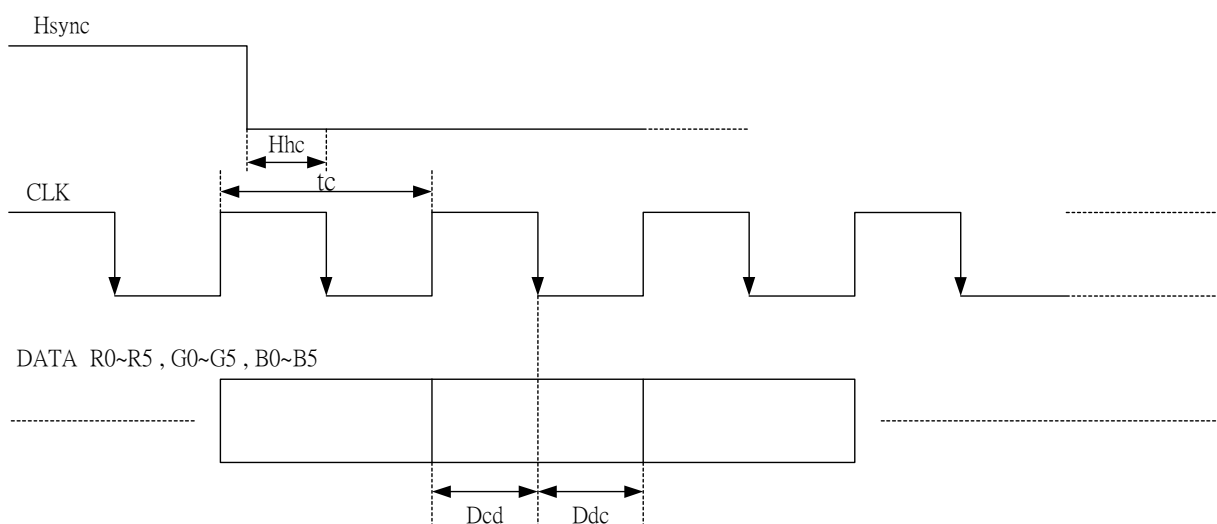 Hsync
Hhc
tc
CLK
DATA R0~R5 , G0~G5 , B0~B5
Dcd Ddc